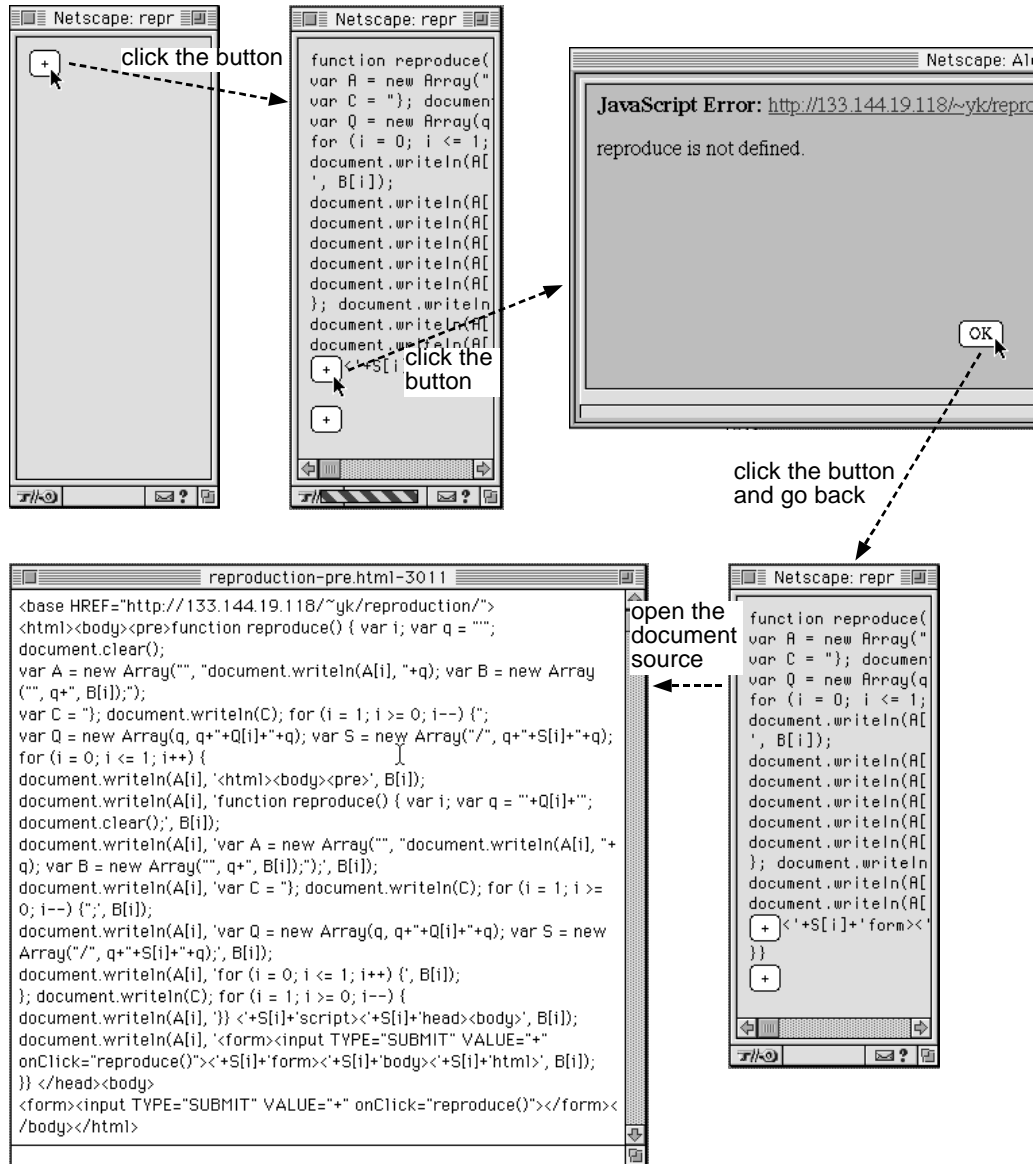 Netscape: repr
+
click the button
Netscape: repr
function reproduce(
var A = new Array("
var C = "}; documen
var Q = new Array(q
for (i = 0; i <= 1;
document.writeln(A[
', B[i]);
document.writeln(A[
document.writeln(A[
document.writeln(A[
document.writeln(A[
document.writeln(A[
}; document.writeln
document.writeln(A[
document.writeln(A[
+ <'+S[i]
+
click the
button
Netscape: Ale
JavaScript Error: http://133.144.19.118/~yk/repro
reproduce is not defined.
OK
click the button
and go back
Netscape: repr
function reproduce(
var A = new Array("
var C = "}; documen
var Q = new Array(q
for (i = 0; i <= 1;
document.writeln(A[
', B[i]);
document.writeln(A[
document.writeln(A[
document.writeln(A[
document.writeln(A[
document.writeln(A[
}; document.writeln
document.writeln(A[
document.writeln(A[
+ <'+S[i]+'form><'
}}
+
open the
document
source
reproduction-pre.html-3011
<base HREF="http://133.144.19.118/~yk/reproduction/">
<html><body><pre>function reproduce() { var i; var q = "'";
document.clear();
var A = new Array("", "document.writeln(A[i], "+q); var B = new Array
("", q+", B[i]);");
var C = "}; document.writeln(C); for (i = 1; i >= 0; i--) {";
var Q = new Array(q, q+"+Q[i]+"+q); var S = new Array("/", q+"+S[i]+"+q);
for (i = 0; i <= 1; i++) {
document.writeln(A[i], '<html><body><pre>', B[i]);
document.writeln(A[i], 'function reproduce() { var i; var q = "'+Q[i]+'";
document.clear();', B[i]);
document.writeln(A[i], 'var A = new Array("", "document.writeln(A[i], "+
q); var B = new Array("", q+", B[i]);");', B[i]);
document.writeln(A[i], 'var C = "}; document.writeln(C); for (i = 1; i >=
0; i--) {";', B[i]);
document.writeln(A[i], 'var Q = new Array(q, q+"+Q[i]+"+q); var S = new
Array("/", q+"+S[i]+"+q);', B[i]);
document.writeln(A[i], 'for (i = 0; i <= 1; i++) {', B[i]);
}; document.writeln(C); for (i = 1; i >= 0; i--) {
document.writeln(A[i], '}} <'+S[i]+'script><'+S[i]+'head><body>', B[i]);
document.writeln(A[i], '<form><input TYPE="SUBMIT" VALUE="+"
onClick="reproduce()"><'+S[i]+'form><'+S[i]+'body><'+S[i]+'html>', B[i]);
}} </head><body>
<form><input TYPE="SUBMIT" VALUE="+" onClick="reproduce()"></form><
/body></html>